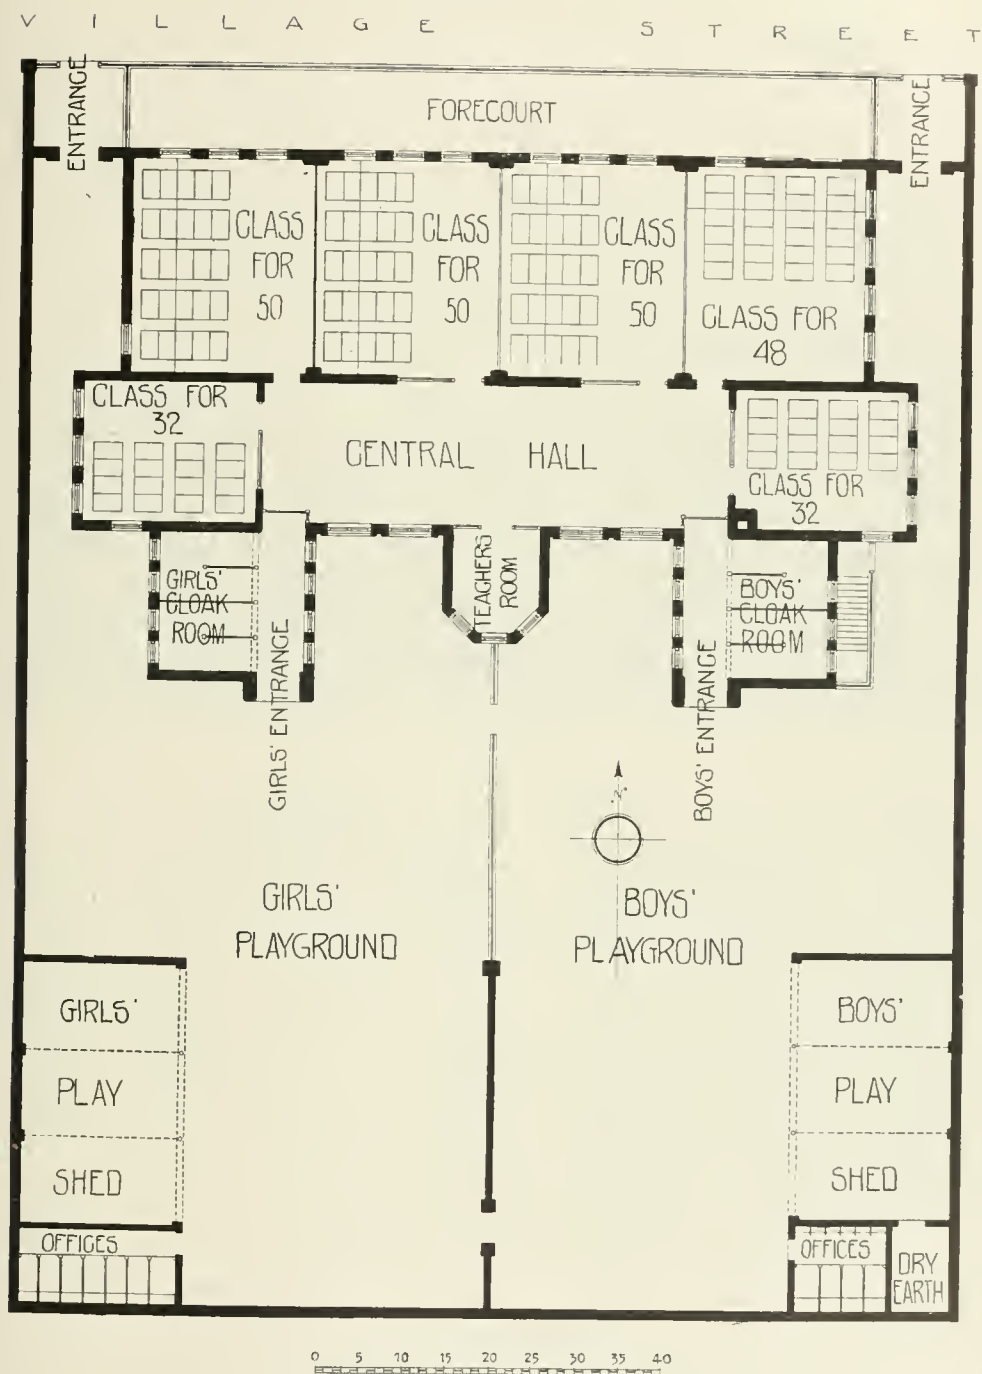 VILLAGE STREET
ENTRANCE
FORECOURT
ENTRANCE
CLASS
FOR
50
CLASS
FOR
50
CLASS
FOR
50
CLASS FOR
48
CLASS FOR
32
CENTRAL HALL
CLASS FOR
32
GIRLS'
CLOAK
ROOM
GIRLS' ENTRANCE
TEACHERS
ROOM
BOYS' ENTRANCE
BOYS'
CLOAK
ROOM
N
GIRLS'
PLAYGROUND
BOYS'
PLAYGROUND
GIRLS'
PLAY
SHED
BOYS'
PLAY
SHED
OFFICES
OFFICES
DRY
EARTH
0 5 10 15 20 25 30 35 40